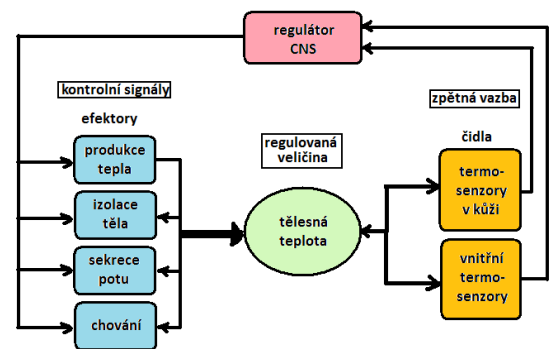 regulátor
CNS
kontrolní signály
efektory
produkce
tepla
izolace
těla
sekrece
potu
chování
regulovaná
veličina
tělesná
teplota
zpětná vazba
čidla
termo-
senzory
v kůži
vnitřní
termo-
senzory